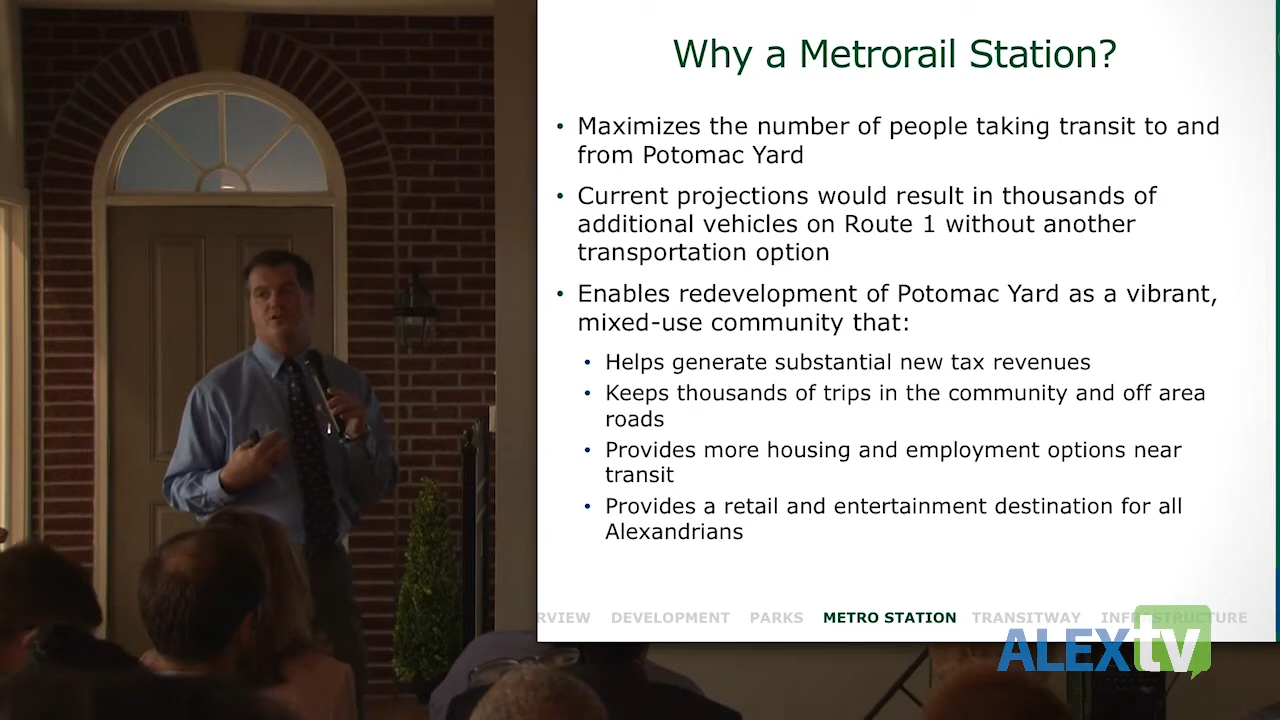 Why a Metrorail Station?
• Maximizes the number of people taking transit to and
from Potomac Yard
• Current projections would result in thousands of
additional vehicles on Route 1 without another
transportation option
• Enables redevelopment of Potomac Yard as a vibrant,
mixed-use community that:
• Helps generate substantial new tax revenues
• Keeps thousands of trips in the community and off area
roads
• Provides more housing and employment options near
transit
• Provides a retail and entertainment destination for all
Alexandrians
RVIEW DEVELOPMENT PARKS METRO STATION TRANSITWAY INFRASTRUCTURE
ALEXtv